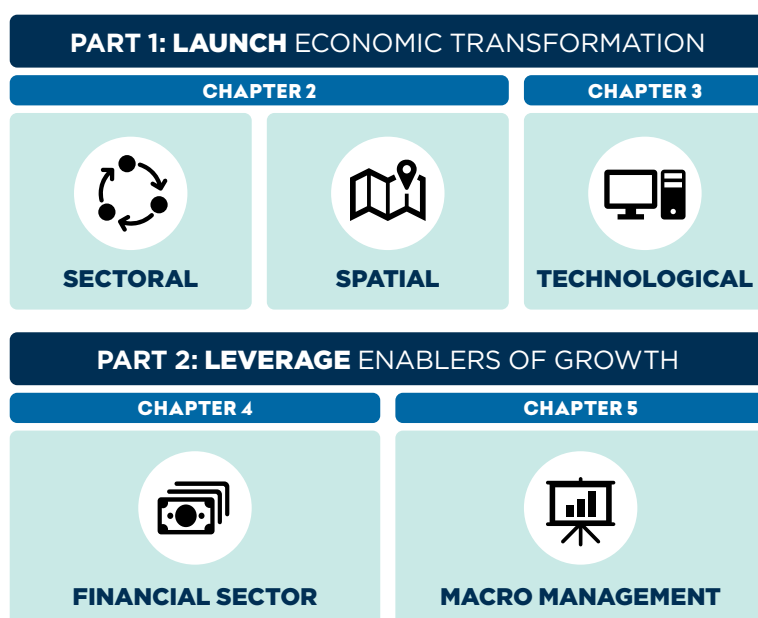 PART 1: LAUNCH ECONOMIC TRANSFORMATION
CHAPTER 2
CHAPTER 3
SECTORAL
SPATIAL
TECHNOLOGICAL
PART 2: LEVERAGE ENABLERS OF GROWTH
CHAPTER 4
CHAPTER 5
FINANCIAL SECTOR
MACRO MANAGEMENT